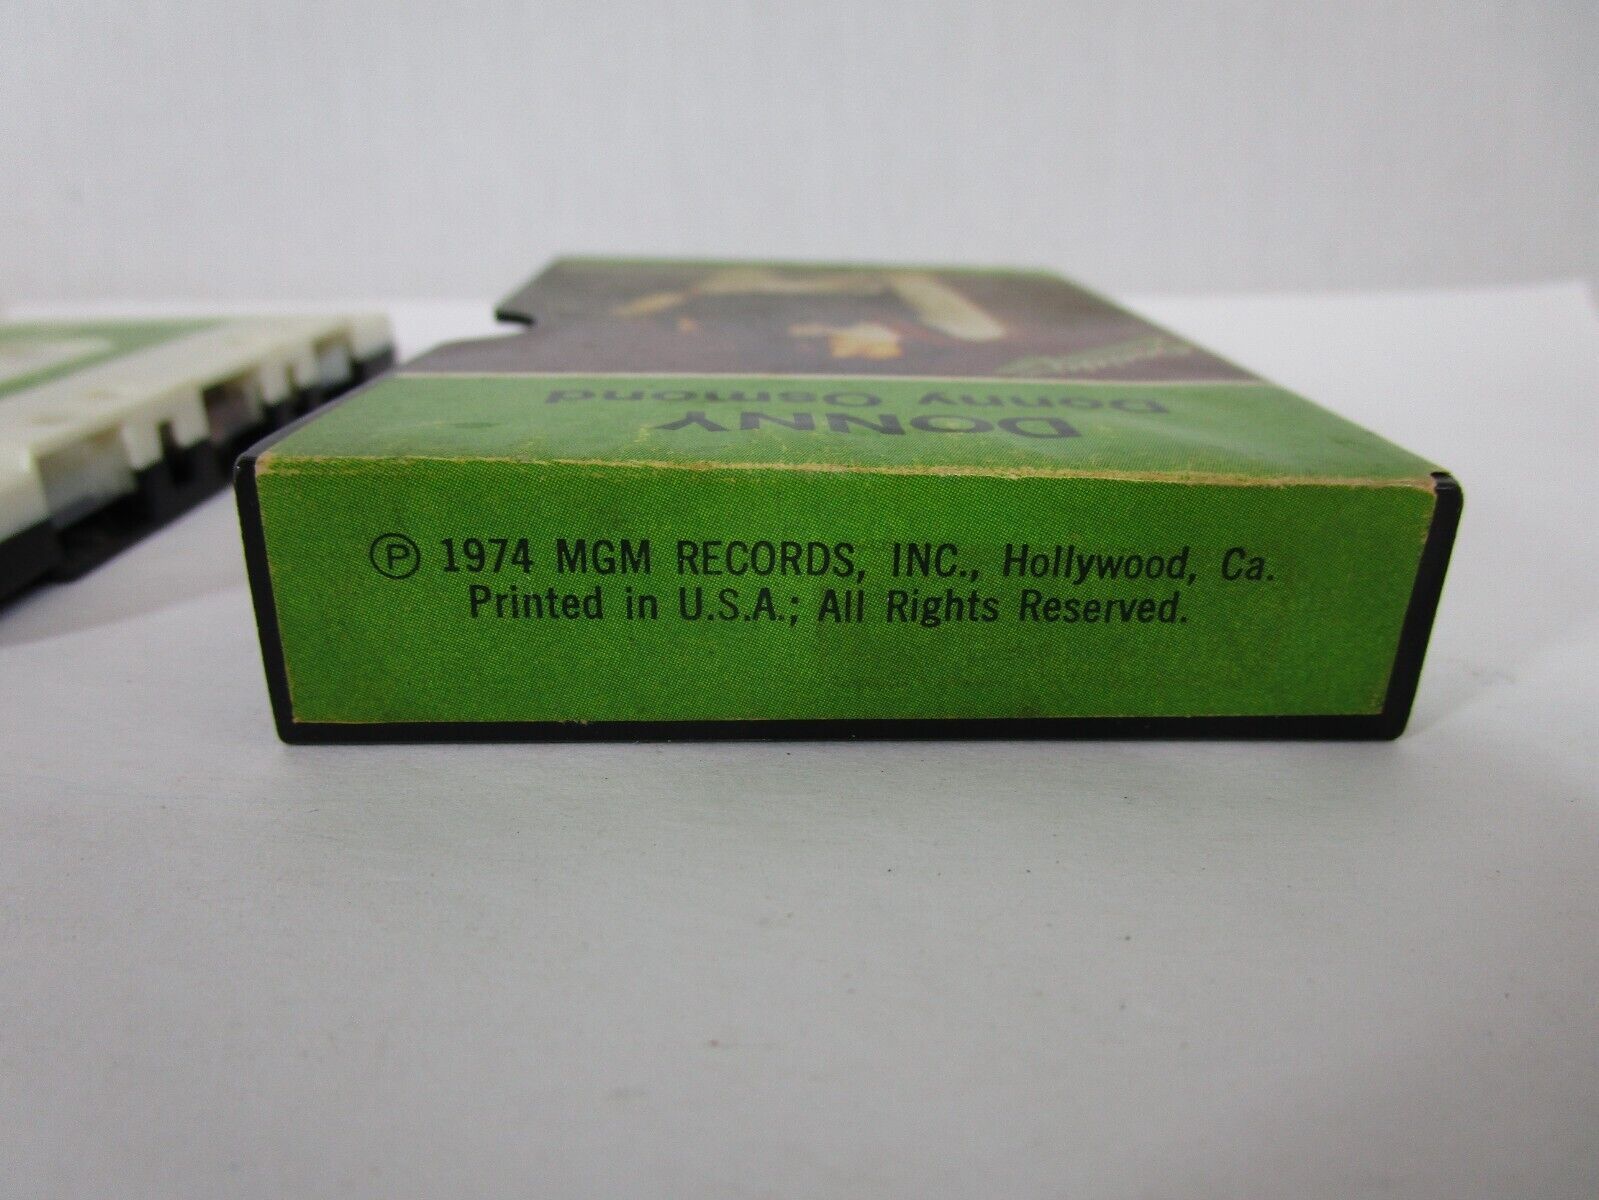 DONNY
Donny Osmond
Ⓟ 1974 MGM RECORDS, INC., Hollywood, Ca.
Printed in U.S.A.; All Rights Reserved.